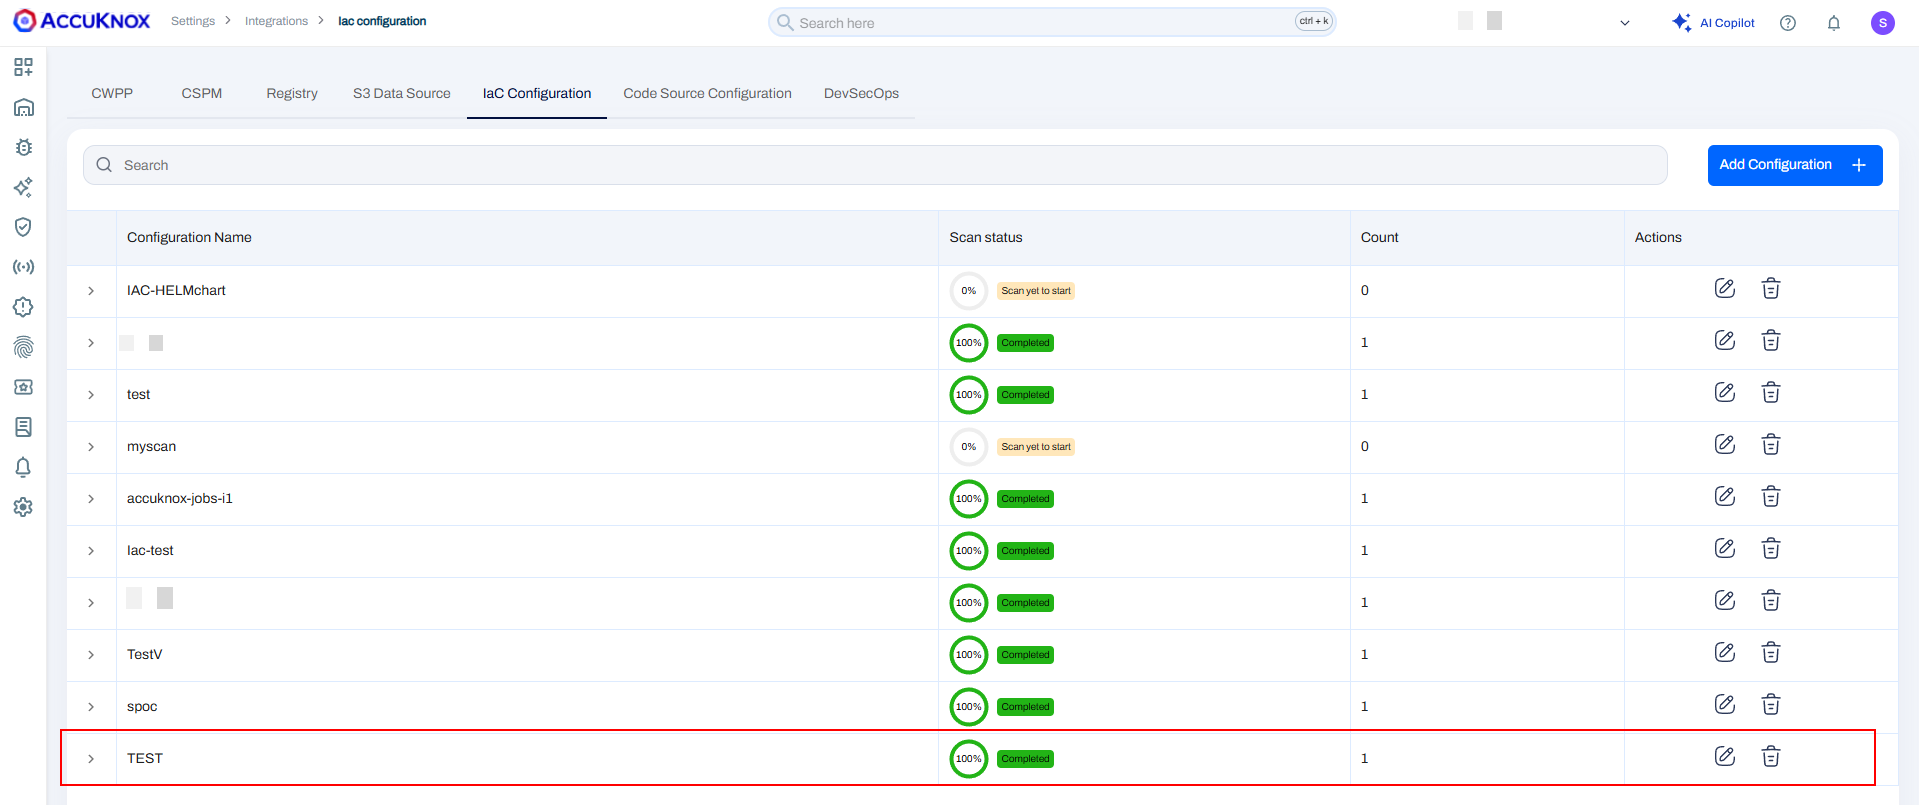 ACCUKNOX Settings > Integrations > Iac configuration Search here ctrl + k AI Copilot S
CWPP CSPM Registry S3 Data Source IaC Configuration Code Source Configuration DevSecOps
Search Add Configuration +
Configuration Name Scan status Count Actions
IAC-HELMchart 0% Scan yet to start 0
100% Completed 1
test 100% Completed 1
myscan 0% Scan yet to start 0
accuknox-jobs-i1 100% Completed 1
Iac-test 100% Completed 1
100% Completed 1
TestV 100% Completed 1
spoc 100% Completed 1
TEST 100% Completed 1